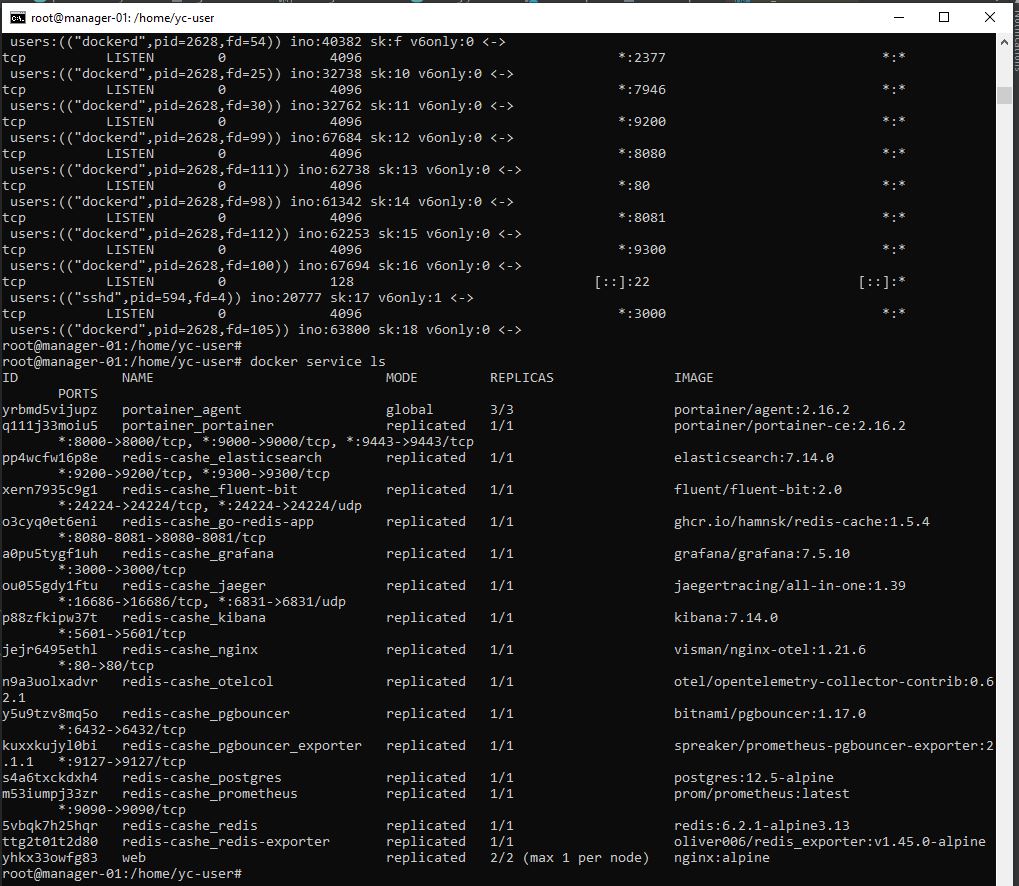 root@manager-01: /home/yc-user
users:(("dockerd",pid=2628,fd=54)) ino:40382 sk:f v6only:0 <->
tcp LISTEN 0 4096 *:2377 *:*
users:(("dockerd",pid=2628,fd=25)) ino:32738 sk:10 v6only:0 <->
tcp LISTEN 0 4096 *:7946 *:*
users:(("dockerd",pid=2628,fd=30)) ino:32762 sk:11 v6only:0 <->
tcp LISTEN 0 4096 *:9200 *:*
users:(("dockerd",pid=2628,fd=99)) ino:67684 sk:12 v6only:0 <->
tcp LISTEN 0 4096 *:8080 *:*
users:(("dockerd",pid=2628,fd=111)) ino:62738 sk:13 v6only:0 <->
tcp LISTEN 0 4096 *:80 *:*
users:(("dockerd",pid=2628,fd=98)) ino:61342 sk:14 v6only:0 <->
tcp LISTEN 0 4096 *:8081 *:*
users:(("dockerd",pid=2628,fd=112)) ino:62253 sk:15 v6only:0 <->
tcp LISTEN 0 4096 *:9300 *:*
users:(("dockerd",pid=2628,fd=100)) ino:67694 sk:16 v6only:0 <->
tcp LISTEN 0 128 [::]:22 [::]:*
users:(("sshd",pid=594,fd=4)) ino:20777 sk:17 v6only:1 <->
tcp LISTEN 0 4096 *:3000 *:*
users:(("dockerd",pid=2628,fd=105)) ino:63800 sk:18 v6only:0 <->
root@manager-01:/home/yc-user#
root@manager-01:/home/yc-user# docker service ls
ID NAME MODE REPLICAS IMAGE
PORTS
yrbmd5vijupz portainer_agent global 3/3 portainer/agent:2.16.2
q111j33moiu5 portainer_portainer replicated 1/1 portainer/portainer-ce:2.16.2
*:8000->8000/tcp, *:9000->9000/tcp, *:9443->9443/tcp
pp4wcfw16p8e redis-cashe_elasticsearch replicated 1/1 elasticsearch:7.14.0
*:9200->9200/tcp, *:9300->9300/tcp
xern7935c9g1 redis-cashe_fluent-bit replicated 1/1 fluent/fluent-bit:2.0
*:24224->24224/tcp, *:24224->24224/udp
o3cyq0et6eni redis-cashe_go-redis-app replicated 1/1 ghcr.io/hamnsk/redis-cache:1.5.4
*:8080-8081->8080-8081/tcp
a0pu5tygf1uh redis-cashe_grafana replicated 1/1 grafana/grafana:7.5.10
*:3000->3000/tcp
ou055gdy1ftu redis-cashe_jaeger replicated 1/1 jaegertracing/all-in-one:1.39
*:16686->16686/tcp, *:6831->6831/udp
p88zfkipw37t redis-cashe_kibana replicated 1/1 kibana:7.14.0
*:5601->5601/tcp
jejr6495ethl redis-cashe_nginx replicated 1/1 visman/nginx-otel:1.21.6
*:80->80/tcp
n9a3uolxadvr redis-cashe_otelcol replicated 1/1 otel/opentelemetry-collector-contrib:0.6
2.1
y5u9tzv8mq5o redis-cashe_pgbouncer replicated 1/1 bitnami/pgbouncer:1.17.0
*:6432->6432/tcp
kuxxkujyl0bi redis-cashe_pgbouncer_exporter replicated 1/1 spreaker/prometheus-pgbouncer-exporter:2
.1.1 *:9127->9127/tcp
s4a6txckdxh4 redis-cashe_postgres replicated 1/1 postgres:12.5-alpine
m53iumpj33zr redis-cashe_prometheus replicated 1/1 prom/prometheus:latest
*:9090->9090/tcp
5vbqk7h25hqr redis-cashe_redis replicated 1/1 redis:6.2.1-alpine3.13
ttg2t01t2d80 redis-cashe_redis-exporter replicated 1/1 oliver006/redis_exporter:v1.45.0-alpine
yhkx33owfg83 web replicated 2/2 (max 1 per node) nginx:alpine
root@manager-01:/home/yc-user#